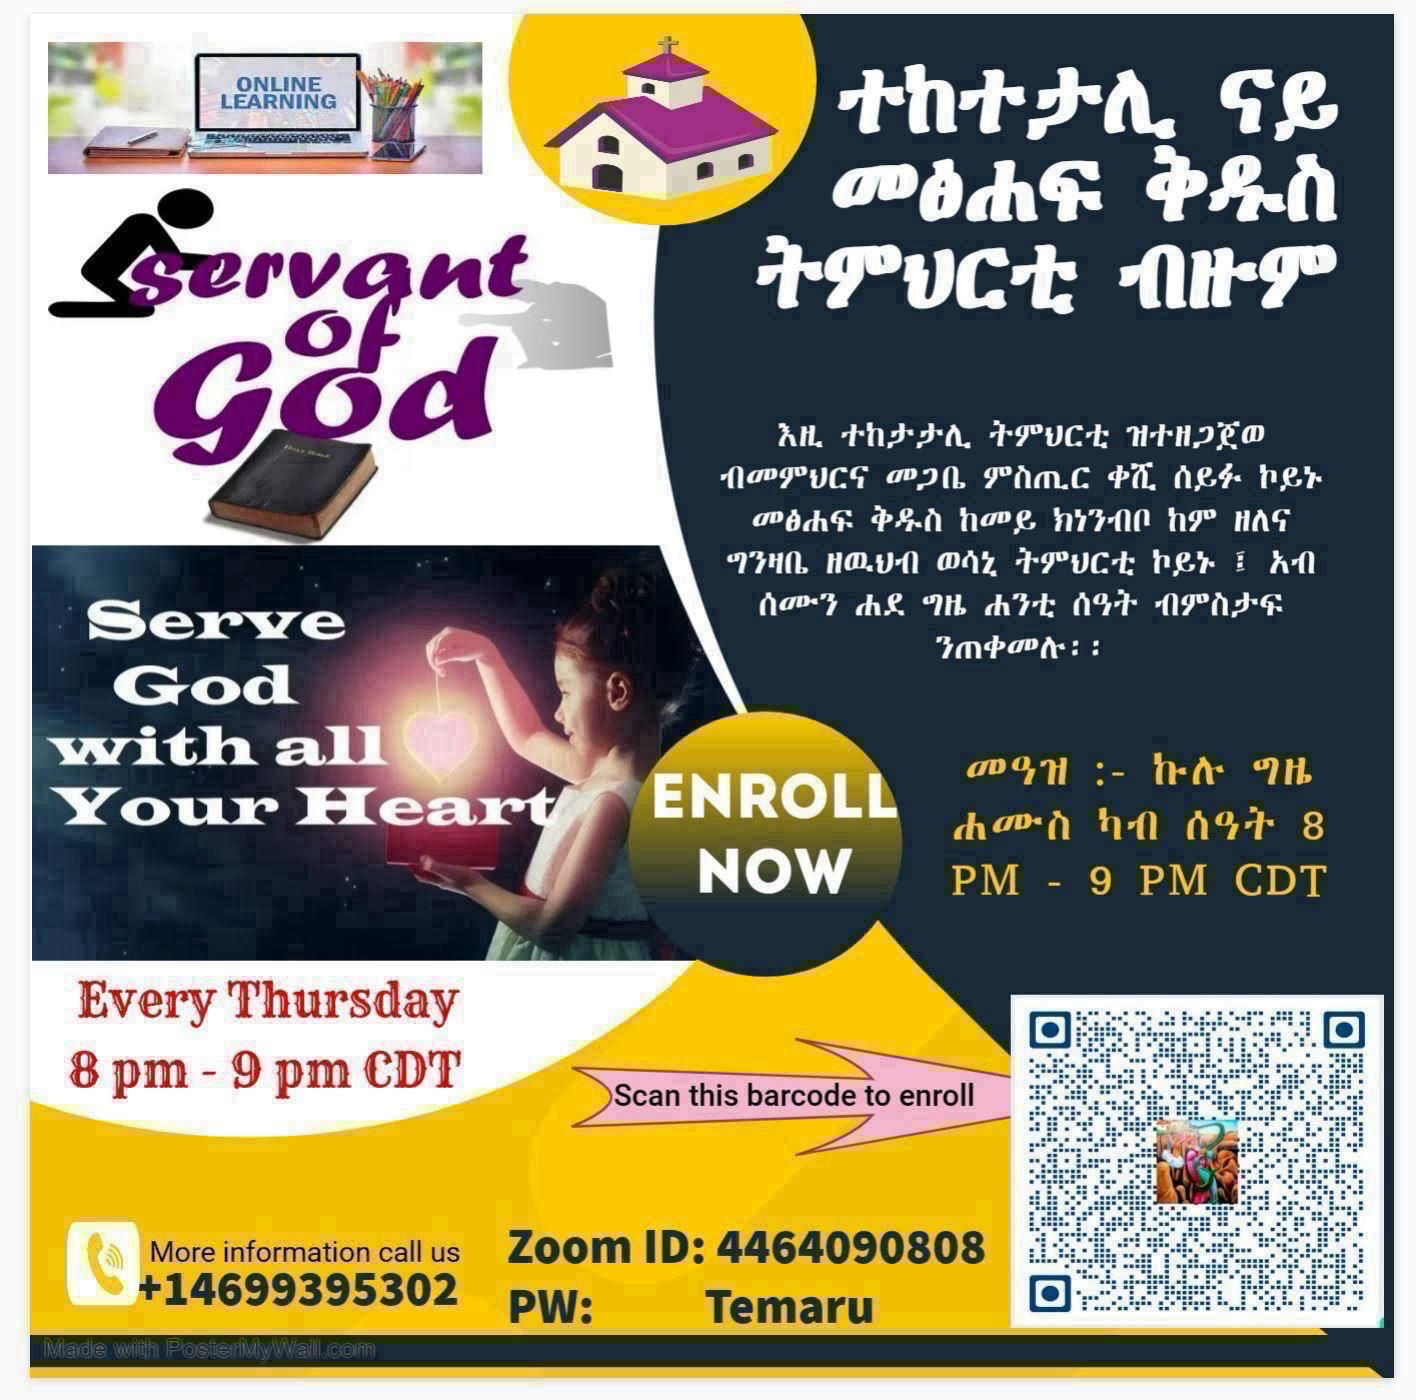 ONLINE
LEARNING
servant
of
God
HOLY BIBLE
ተከተታሊ ናይ
መፅሐፍ ቅዱስ
ትምህርቲ ብዙም
እዚ ተከታታሊ ትምህርቲ ዝተዘጋጀወ
ብመምህርና መጋቤ ምስጢር ቀሺ ሰይፉ ኮይኑ
መፅሐፍ ቅዱስ ከመይ ክነንብቦ ከም ዘለና
ግንዛቤ ዘዉህብ ወሳኒ ትምህርቲ ኮይኑ ፤ አብ
ሰሙን ሐደ ግዜ ሐንቲ ሰዓት ብምስታፍ
ንጠቀመሉ፡፡
Serve
God
with all
Your Heart
ENROLL
NOW
መዓዝ :- ኩሉ ግዜ
ሐሙስ ካብ ሰዓት 8
PM - 9 PM CDT
Every Thursday
8 pm - 9 pm CDT
Scan this barcode to enroll
More information call us
+14699395302
Zoom ID: 4464090808
PW: Temaru
Made with PosterMyWall.com